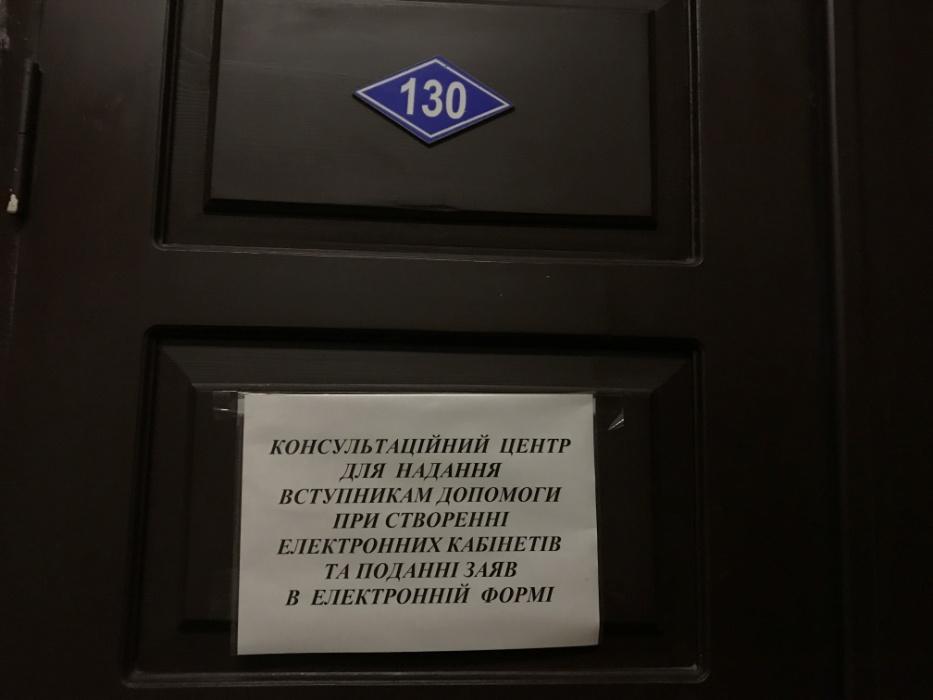 130
КОНСУЛЬТАЦІЙНИЙ ЦЕНТР
ДЛЯ НАДАННЯ
ВСТУПНИКАМ ДОПОМОГИ
ПРИ СТВОРЕННІ
ЕЛЕКТРОННИХ КАБІНЕТІВ
ТА ПОДАННІ ЗАЯВ
В ЕЛЕКТРОННІЙ ФОРМІ